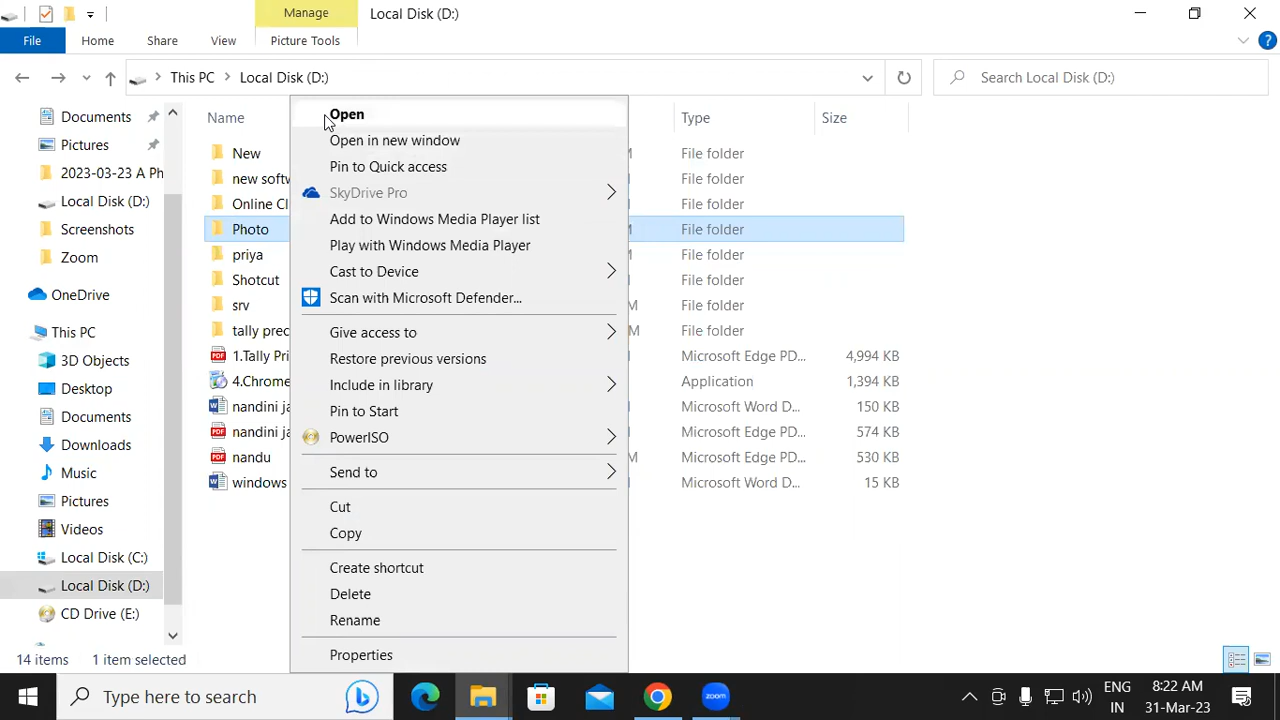 Manage
Local Disk (D:)
File
Home
Share
View
Picture Tools
This PC
Local Disk (D:)
Search Local Disk (D:)
Name
Type
Size
Documents
Pictures
2023-03-23 A Ph
Local Disk (D:)
Screenshots
Zoom
OneDrive
This PC
3D Objects
Desktop
Documents
Downloads
Music
Pictures
Videos
Local Disk (C:)
Local Disk (D:)
CD Drive (E:)
New
File folder
new softw
File folder
Online Cl
File folder
Photo
File folder
priya
File folder
Shotcut
File folder
srv
M
File folder
tally prec
M
File folder
1.Tally Pri
Microsoft Edge PD...
4,994 KB
4.Chrome
Application
1,394 KB
nandini ja
Microsoft Word D...
150 KB
nandini ja
Microsoft Edge PD...
574 KB
nandu
M
Microsoft Edge PD...
530 KB
windows
Microsoft Word D...
15 KB
Open
Open in new window
Pin to Quick access
SkyDrive Pro
Add to Windows Media Player list
Play with Windows Media Player
Cast to Device
Scan with Microsoft Defender...
Give access to
Restore previous versions
Include in library
Pin to Start
PowerISO
Send to
Cut
Copy
Create shortcut
Delete
Rename
Properties
14 items
1 item selected
Type here to search
zoom
ENG
IN
8:22 AM
31-Mar-23